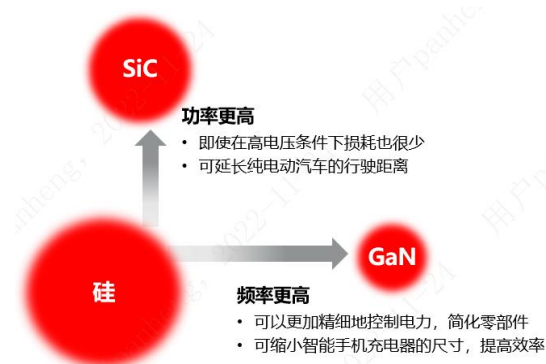 SiC
功率更高
• 即使在高电压条件下损耗也很少
• 可延长纯电动汽车的行驶距离
硅
GaN
频率更高
• 可以更加精细地控制电力，简化零部件
• 可缩小智能手机充电器的尺寸，提高效率